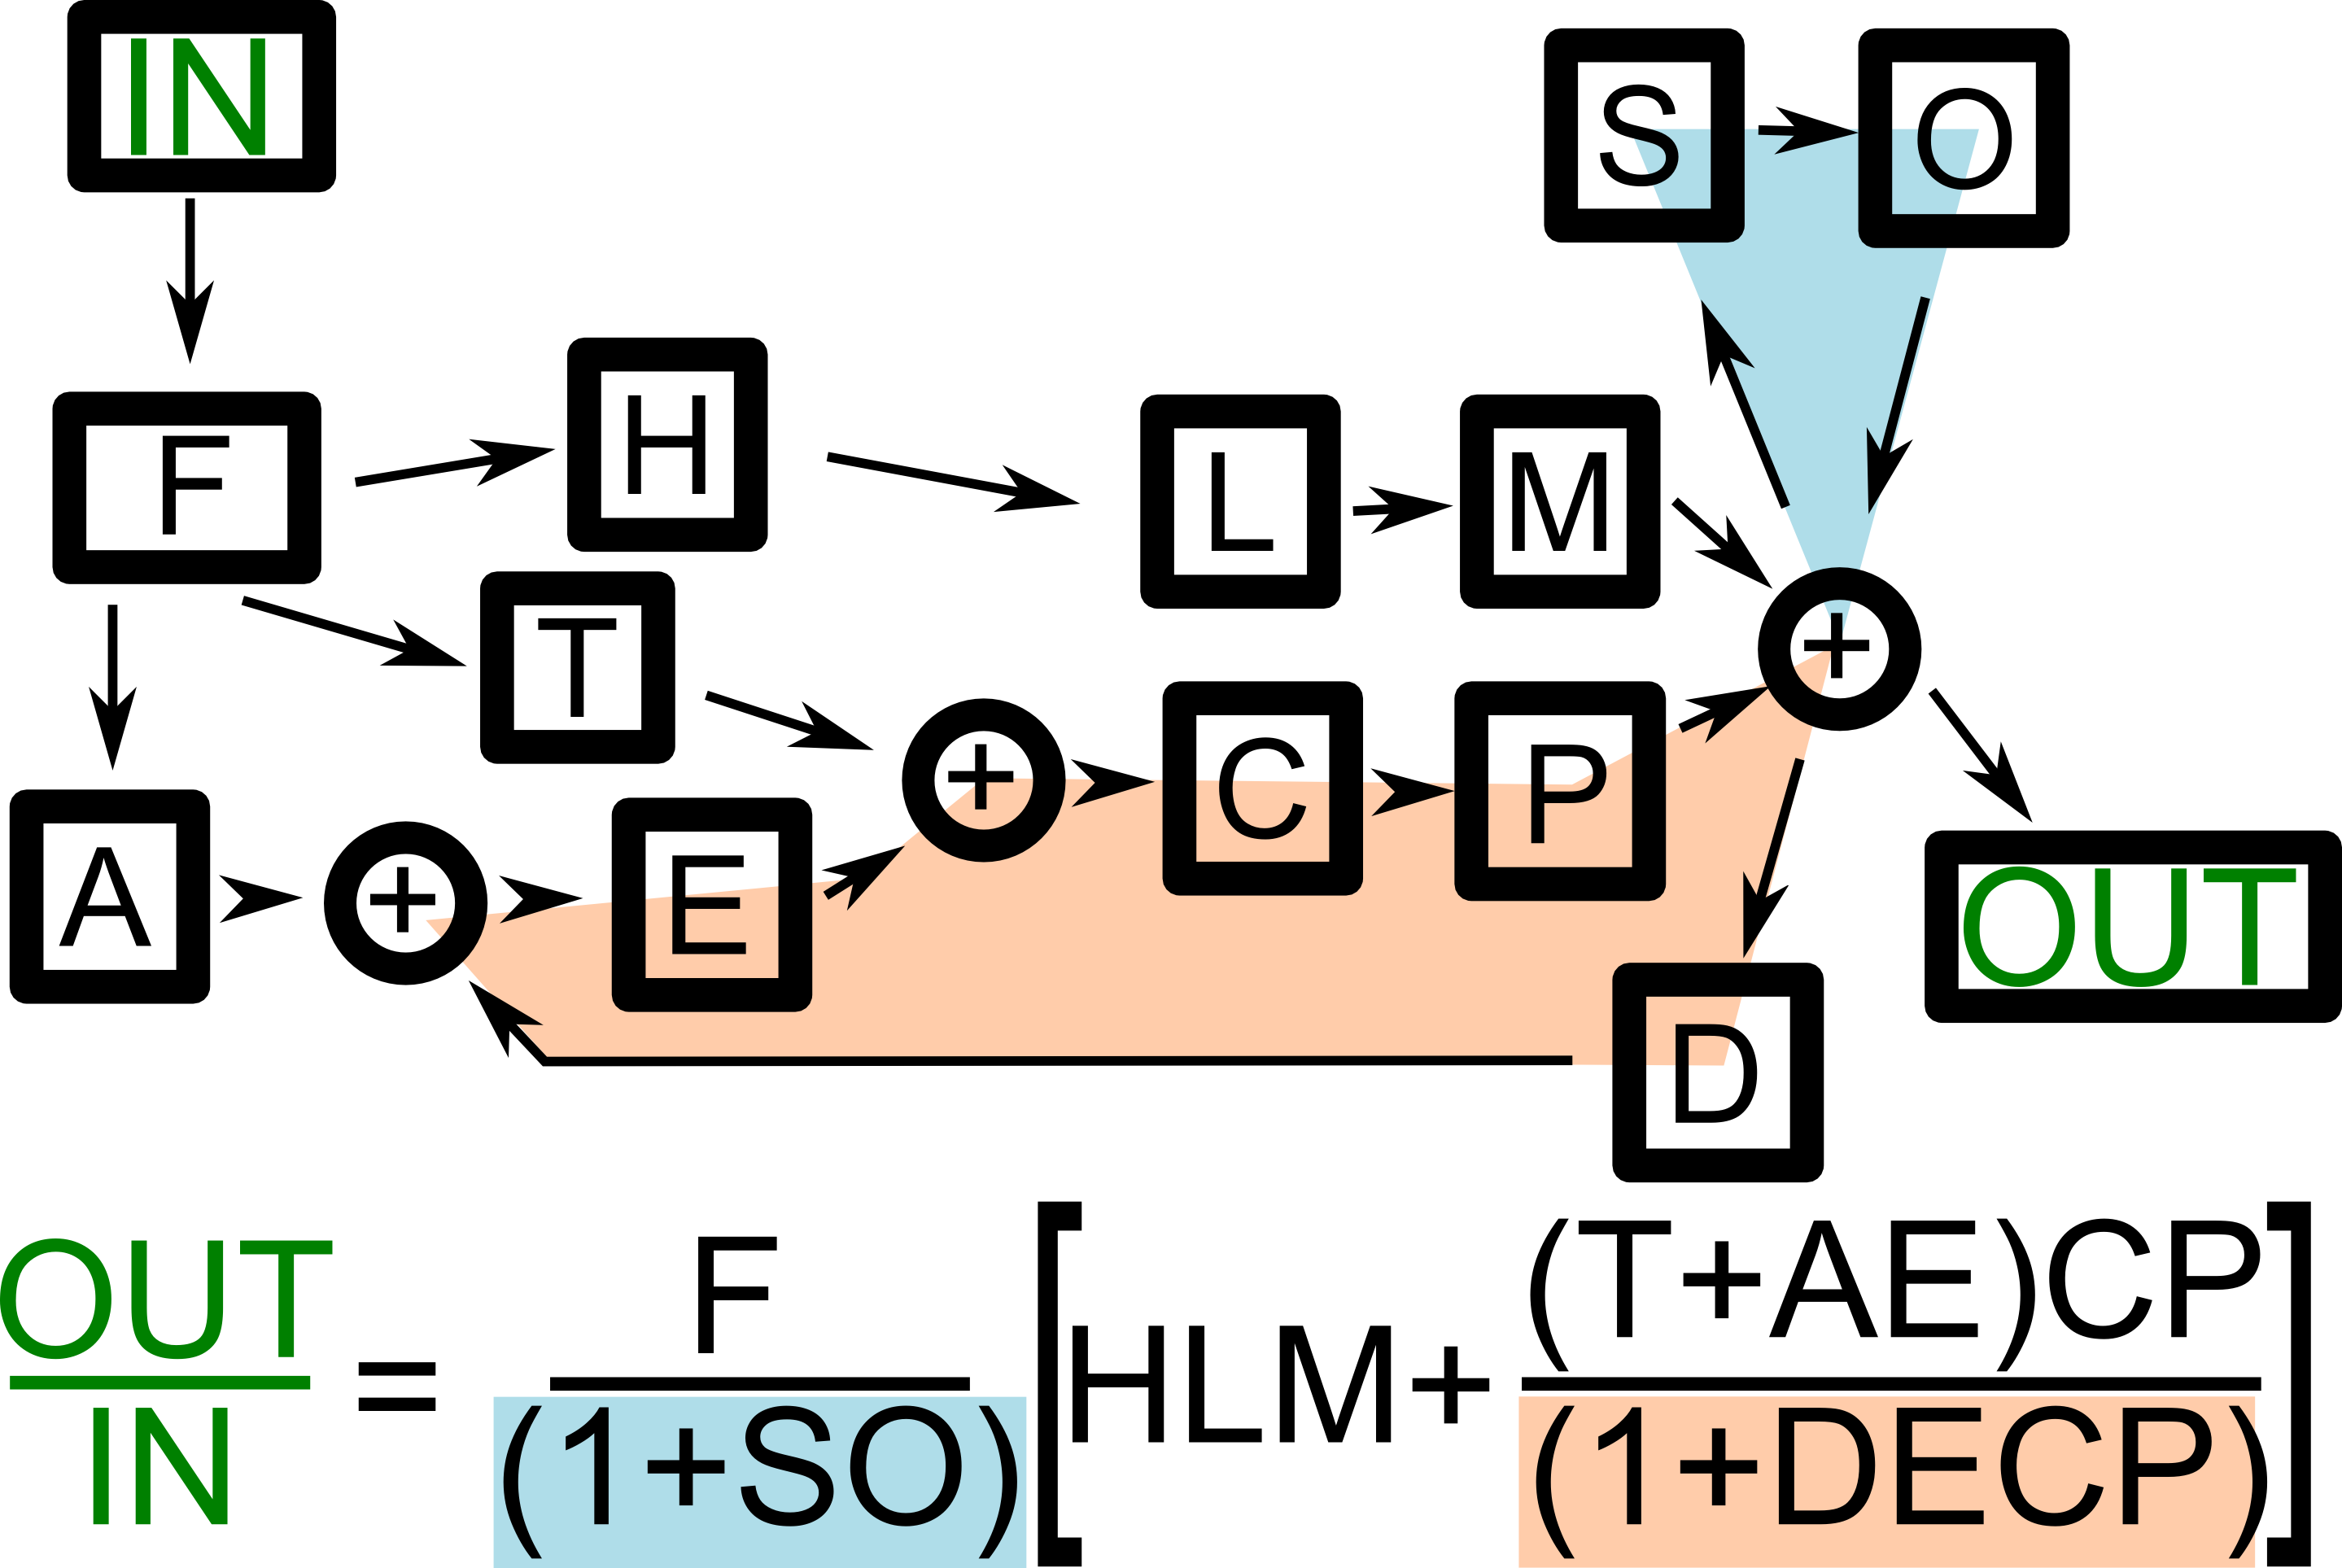 IN
S
O
F
H
L
M
+
T
+
C
P
A
+
E
OUT
D
OUT/IN = F/(1+SO) [HLM+(T+AE)CP/(1+DECP)]